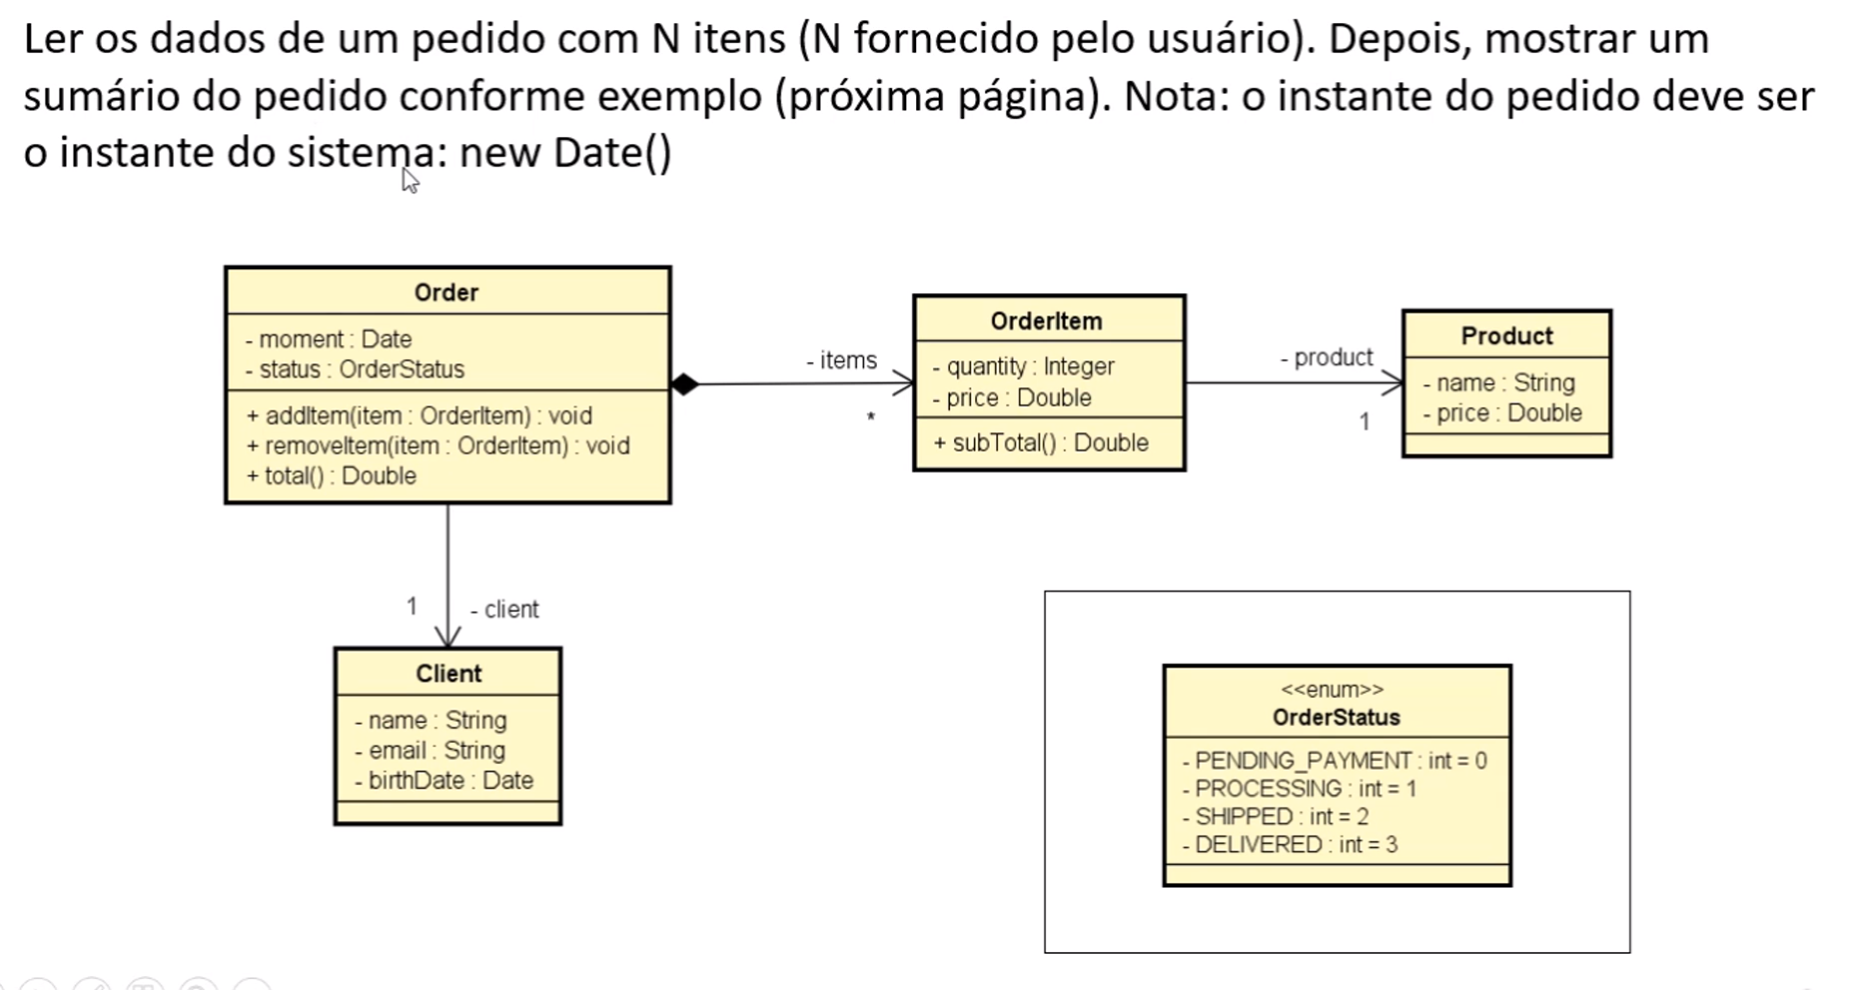 Ler os dados de um pedido com N itens (N fornecido pelo usuário). Depois, mostrar um
sumário do pedido conforme exemplo (próxima página). Nota: o instante do pedido deve ser
o instante do sistema: new Date()
Order
- moment : Date
- status : OrderStatus
+ addItem(item : OrderItem) : void
+ removeItem(item : OrderItem) : void
+ total() : Double
- items
*
OrderItem
- quantity : Integer
- price : Double
+ subTotal() : Double
- product
1
Product
- name : String
- price : Double
1
- client
Client
- name : String
- email : String
- birthDate : Date
<<enum>>
OrderStatus
- PENDING_PAYMENT : int = 0
- PROCESSING : int = 1
- SHIPPED : int = 2
- DELIVERED : int = 3